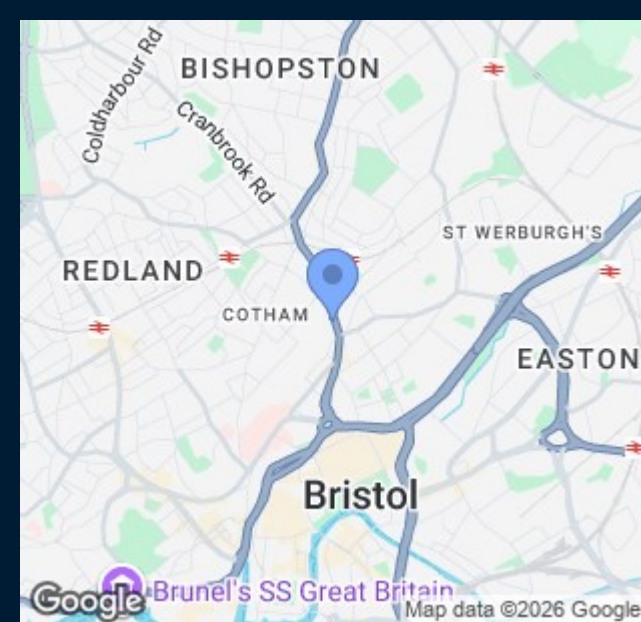 Coldharbour Rd
BISHOPSTON
Cranbrook Rd
ST WERBURGH'S
REDLAND
COTHAM
EASTON
Bristol
Brunel's SS Great Britain
Google
Map data ©2026 Google